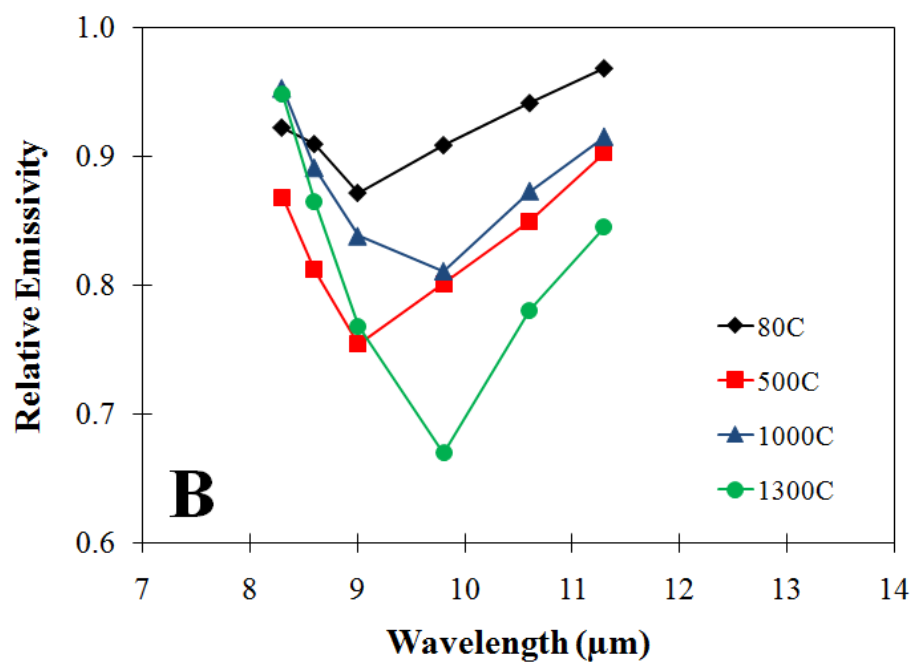 1.0
0.9
0.8
0.7
0.6
Relative Emissivity
80C
500C
1000C
1300C
B
7 8 9 10 11 12 13 14
Wavelength (µm)